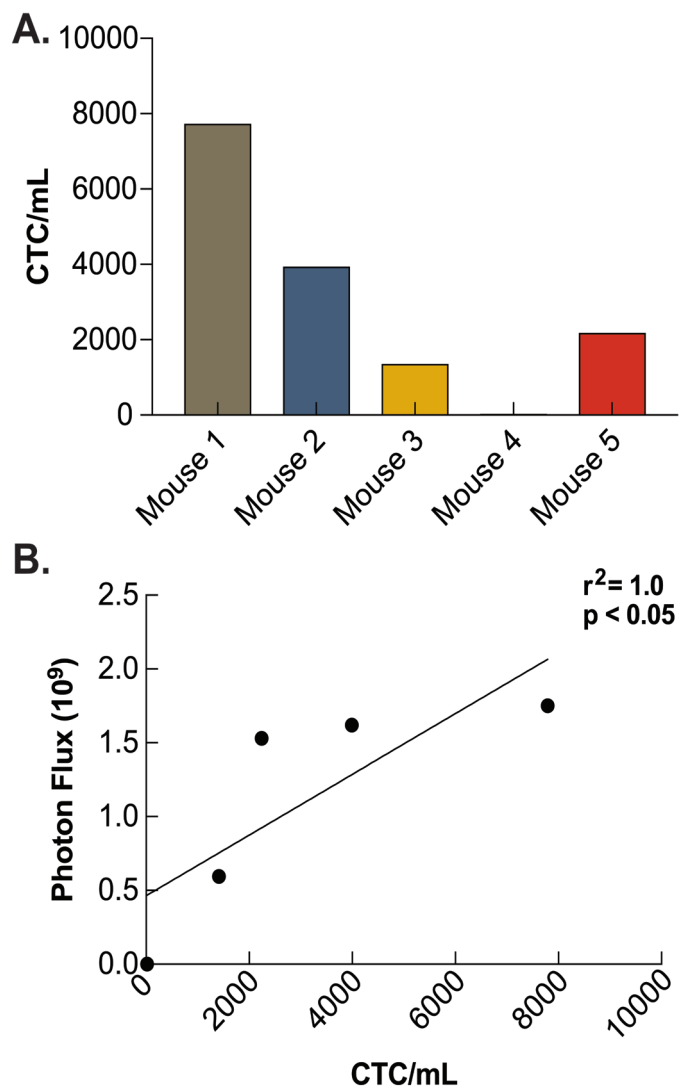 A.
10000
8000
6000
4000
2000
0
CTC/mL
Mouse 1
Mouse 2
Mouse 3
Mouse 4
Mouse 5
B.
r²= 1.0
p < 0.05
2.5
2.0
1.5
1.0
0.5
0.0
Photon Flux (10⁹)
0
2000
4000
6000
8000
10000
CTC/mL